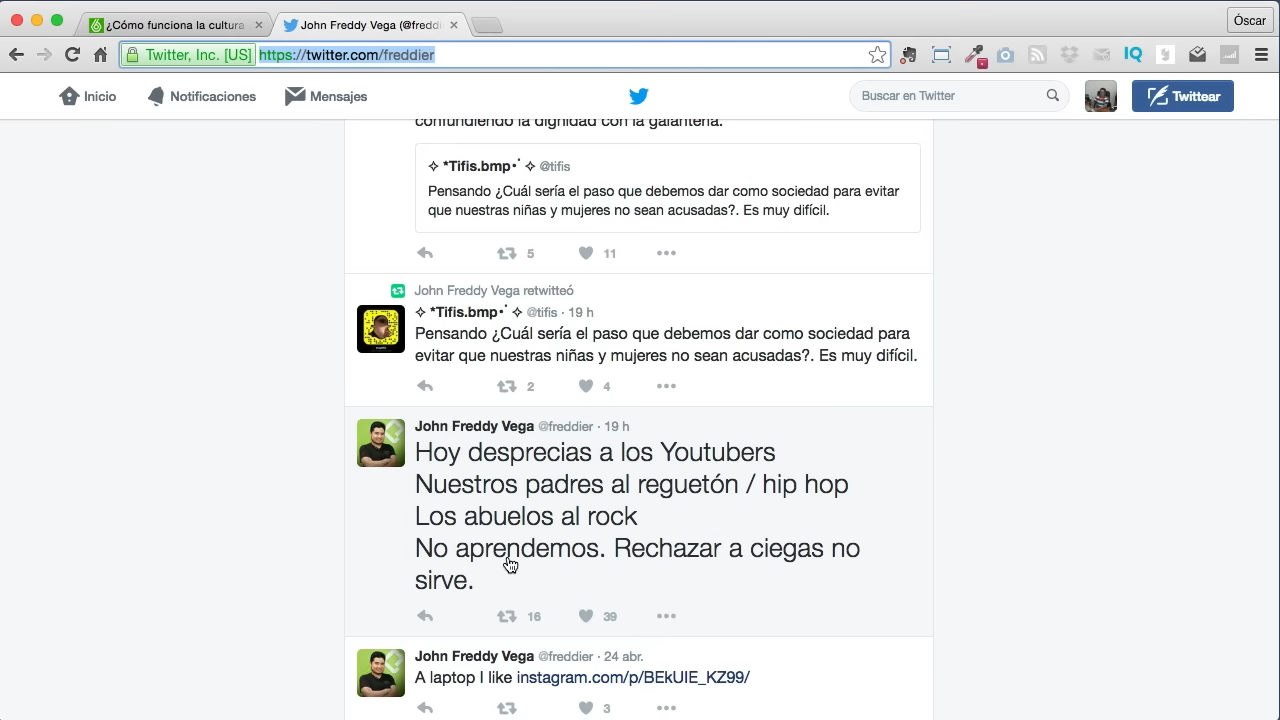 ¿Cómo funciona la cultura
John Freddy Vega (@freddi
Óscar
Twitter, Inc. [US] https://twitter.com/freddier
IQ
Inicio
Notificaciones
Mensajes
Buscar en Twitter
Twittear
confundiendo la dignidad con la galantería.
*Tifis.bmp @tifis
Pensando ¿Cuál sería el paso que debemos dar como sociedad para evitar
que nuestras niñas y mujeres no sean acusadas?. Es muy difícil.
5 11
John Freddy Vega retwitteó
*Tifis.bmp @tifis · 19 h
Pensando ¿Cuál sería el paso que debemos dar como sociedad para
evitar que nuestras niñas y mujeres no sean acusadas?. Es muy difícil.
2 4
John Freddy Vega @freddier · 19 h
Hoy desprecias a los Youtubers
Nuestros padres al reguetón / hip hop
Los abuelos al rock
No aprendemos. Rechazar a ciegas no
sirve.
16 39
John Freddy Vega @freddier · 24 abr.
A laptop I like instagram.com/p/BEkUIE_KZ99/
3